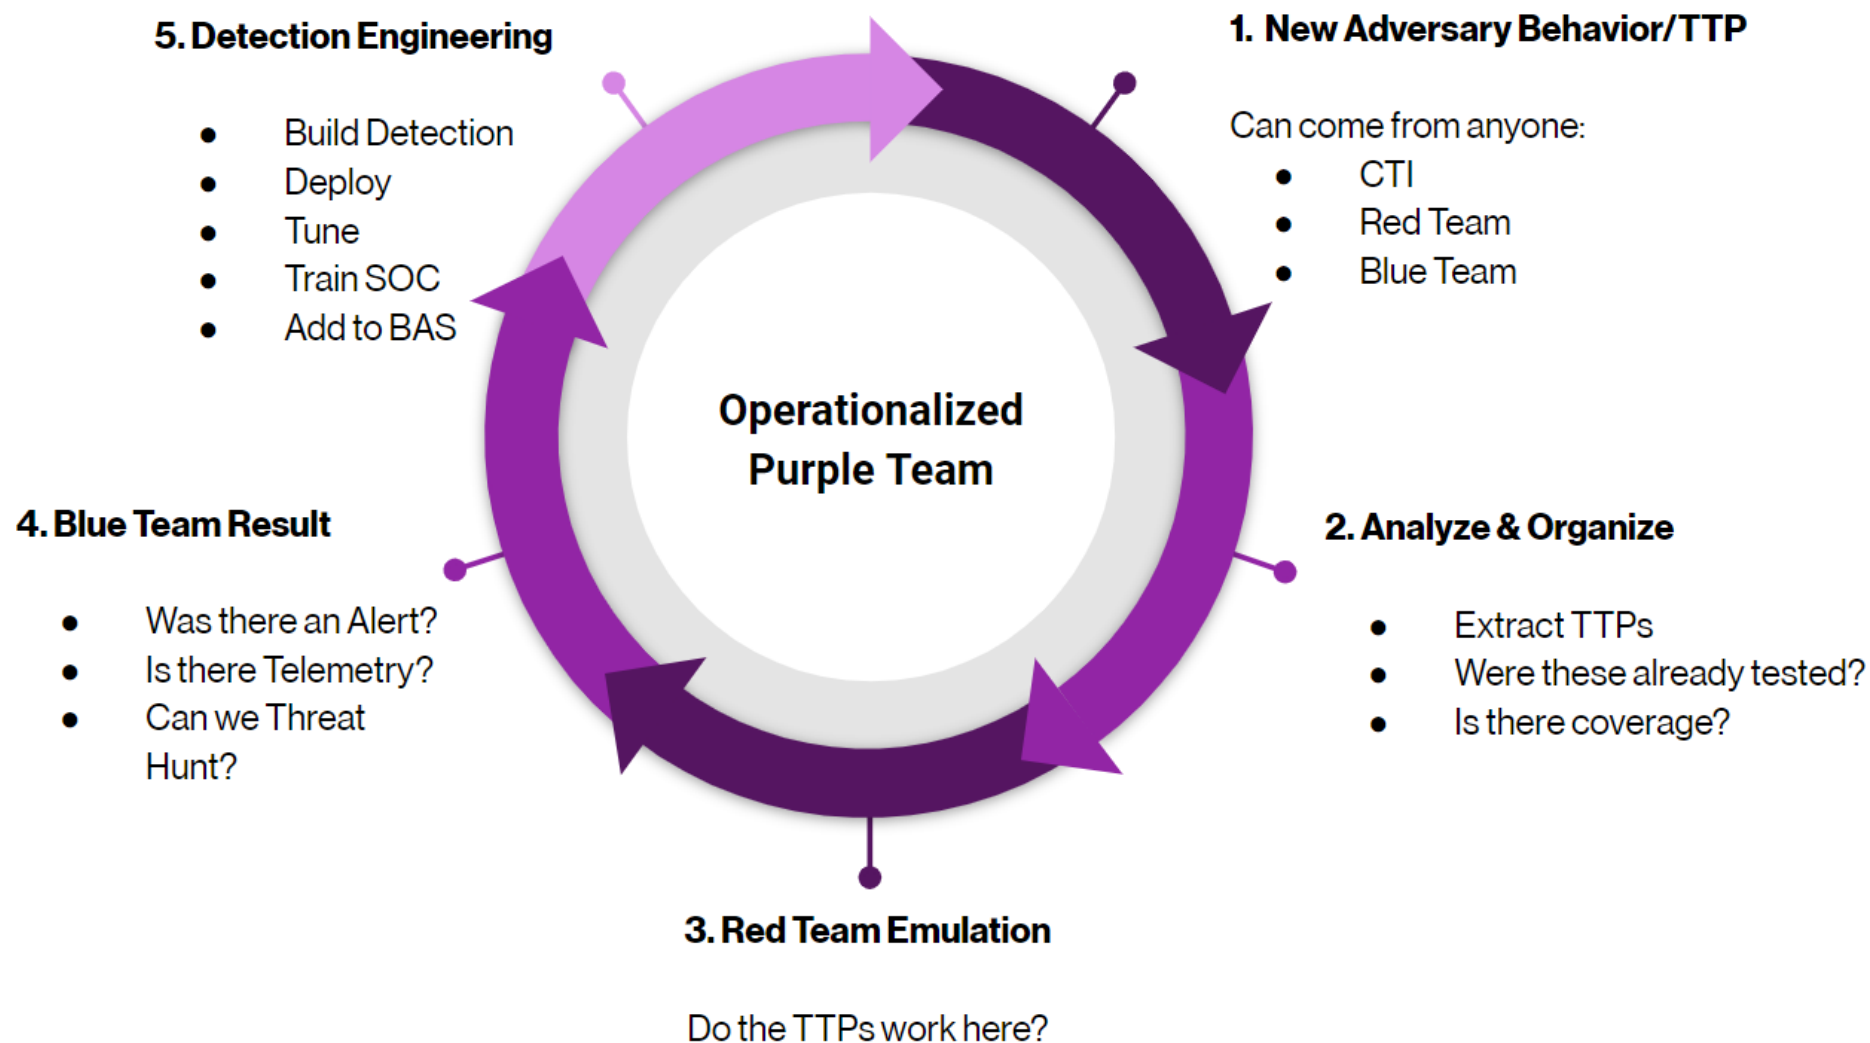 1. New Adversary Behavior/TTP
Can come from anyone:
● CTI
● Red Team
● Blue Team
2. Analyze & Organize
● Extract TTPs
● Were these already tested?
● Is there coverage?
3. Red Team Emulation
Do the TTPs work here?
4. Blue Team Result
● Was there an Alert?
● Is there Telemetry?
● Can we Threat
Hunt?
5. Detection Engineering
● Build Detection
● Deploy
● Tune
● Train SOC
● Add to BAS
Operationalized
Purple Team